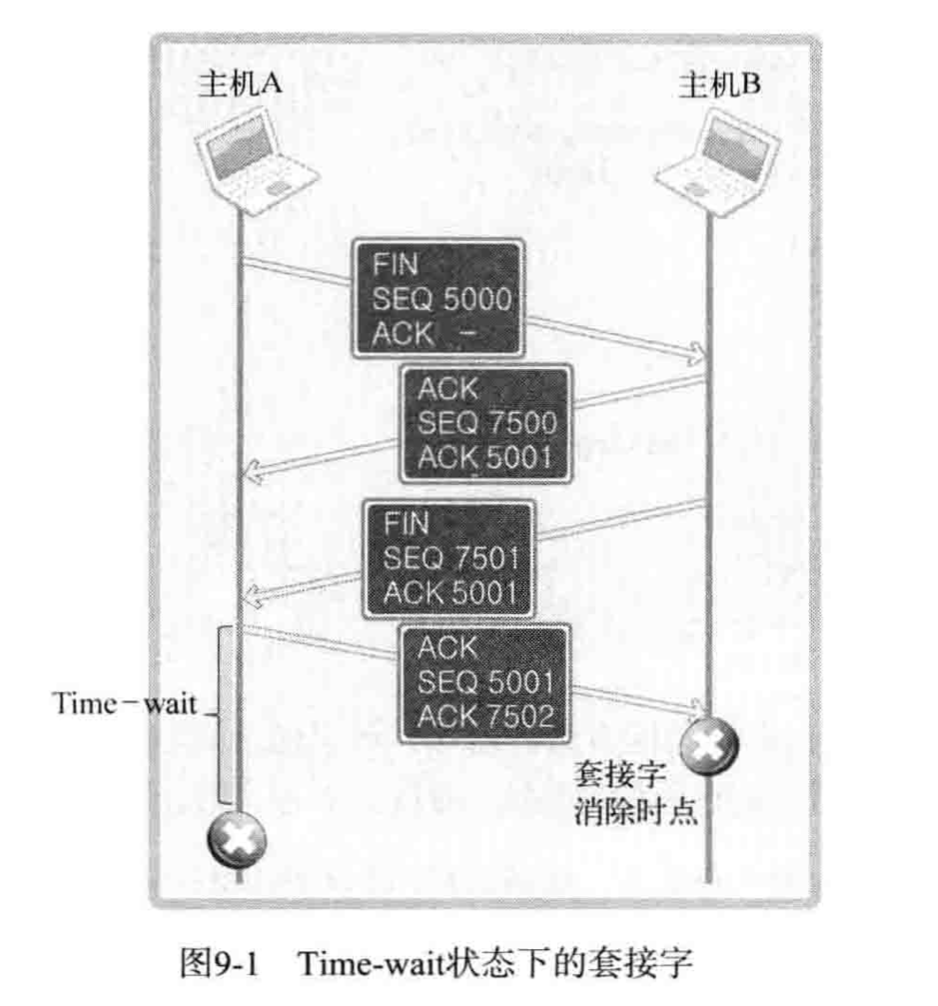 主机A
主机B
FIN
SEQ 5000
ACK －
ACK
SEQ 7500
ACK 5001
FIN
SEQ 7501
ACK 5001
ACK
SEQ 5001
ACK 7502
Time－wait
套接字
消除时点
图9-1 Time-wait状态下的套接字